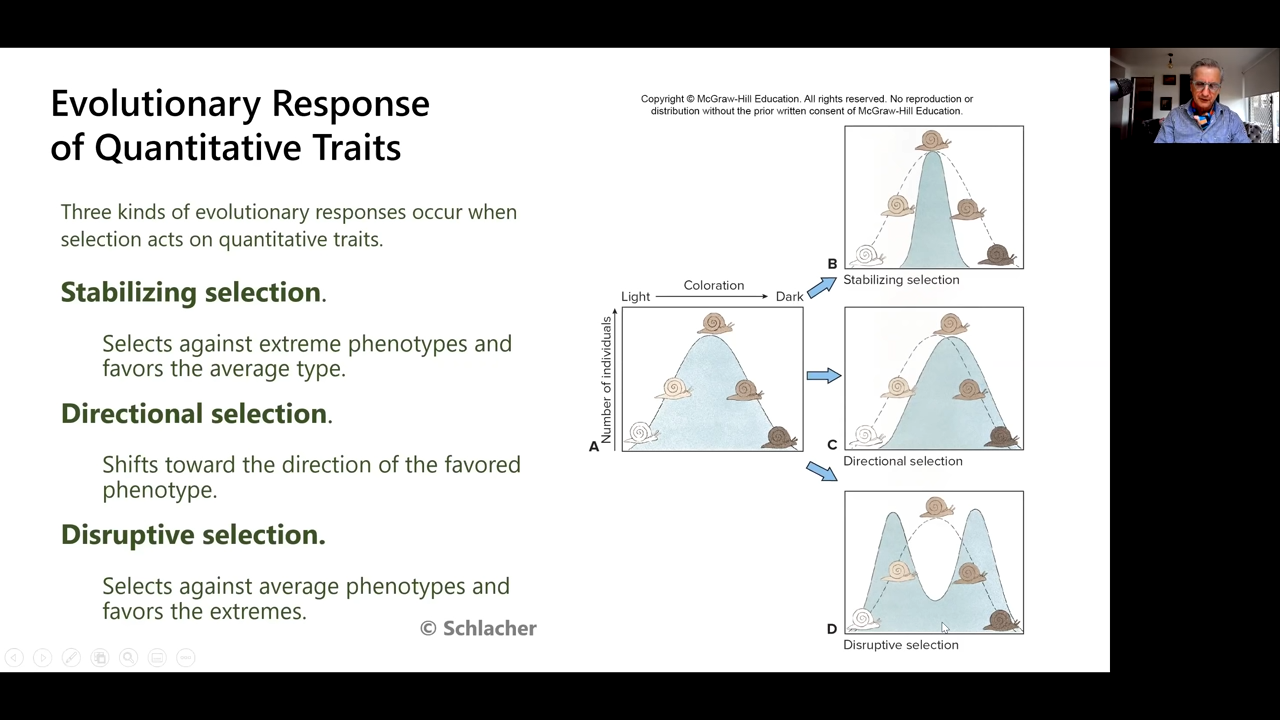 Evolutionary Response
of Quantitative Traits
Three kinds of evolutionary responses occur when
selection acts on quantitative traits.
Stabilizing selection.
Selects against extreme phenotypes and
favors the average type.
Directional selection.
Shifts toward the direction of the favored
phenotype.
Disruptive selection.
Selects against average phenotypes and
favors the extremes.
© Schlacher
Copyright © McGraw-Hill Education. All rights reserved. No reproduction or
distribution without the prior written consent of McGraw-Hill Education.
B
Stabilizing selection
Coloration
Light
Dark
Number of individuals
A
C
Directional selection
D
Disruptive selection